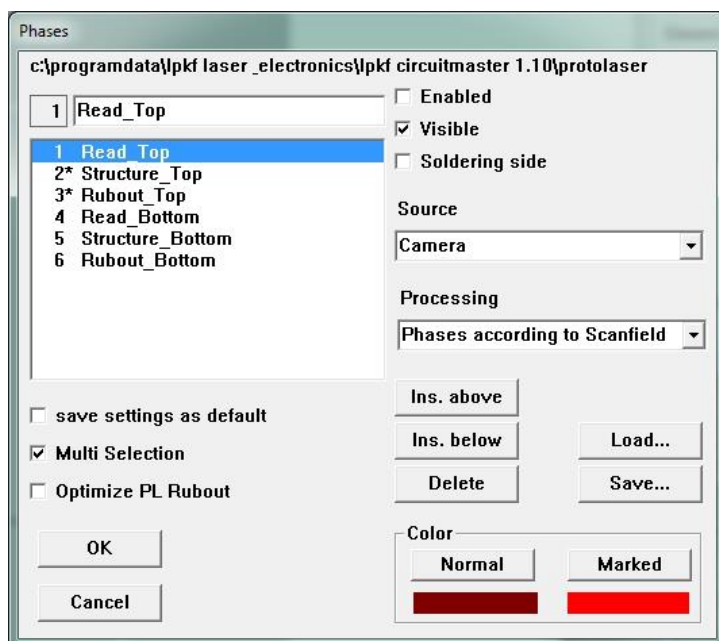 Phases
c:\programdata\lpkf laser _electronics\lpkf circuitmaster 1.10\protolaser
1 Read_Top
Enabled
Visible
Soldering side
1 Read_Top
2* Structure_Top
3* Rubout_Top
4 Read_Bottom
5 Structure_Bottom
6 Rubout_Bottom
Source
Camera
Processing
Phases according to Scanfield
save settings as default
Multi Selection
Optimize PL Rubout
Ins. above
Ins. below
Load...
Delete
Save...
OK
Cancel
Color
Normal
Marked